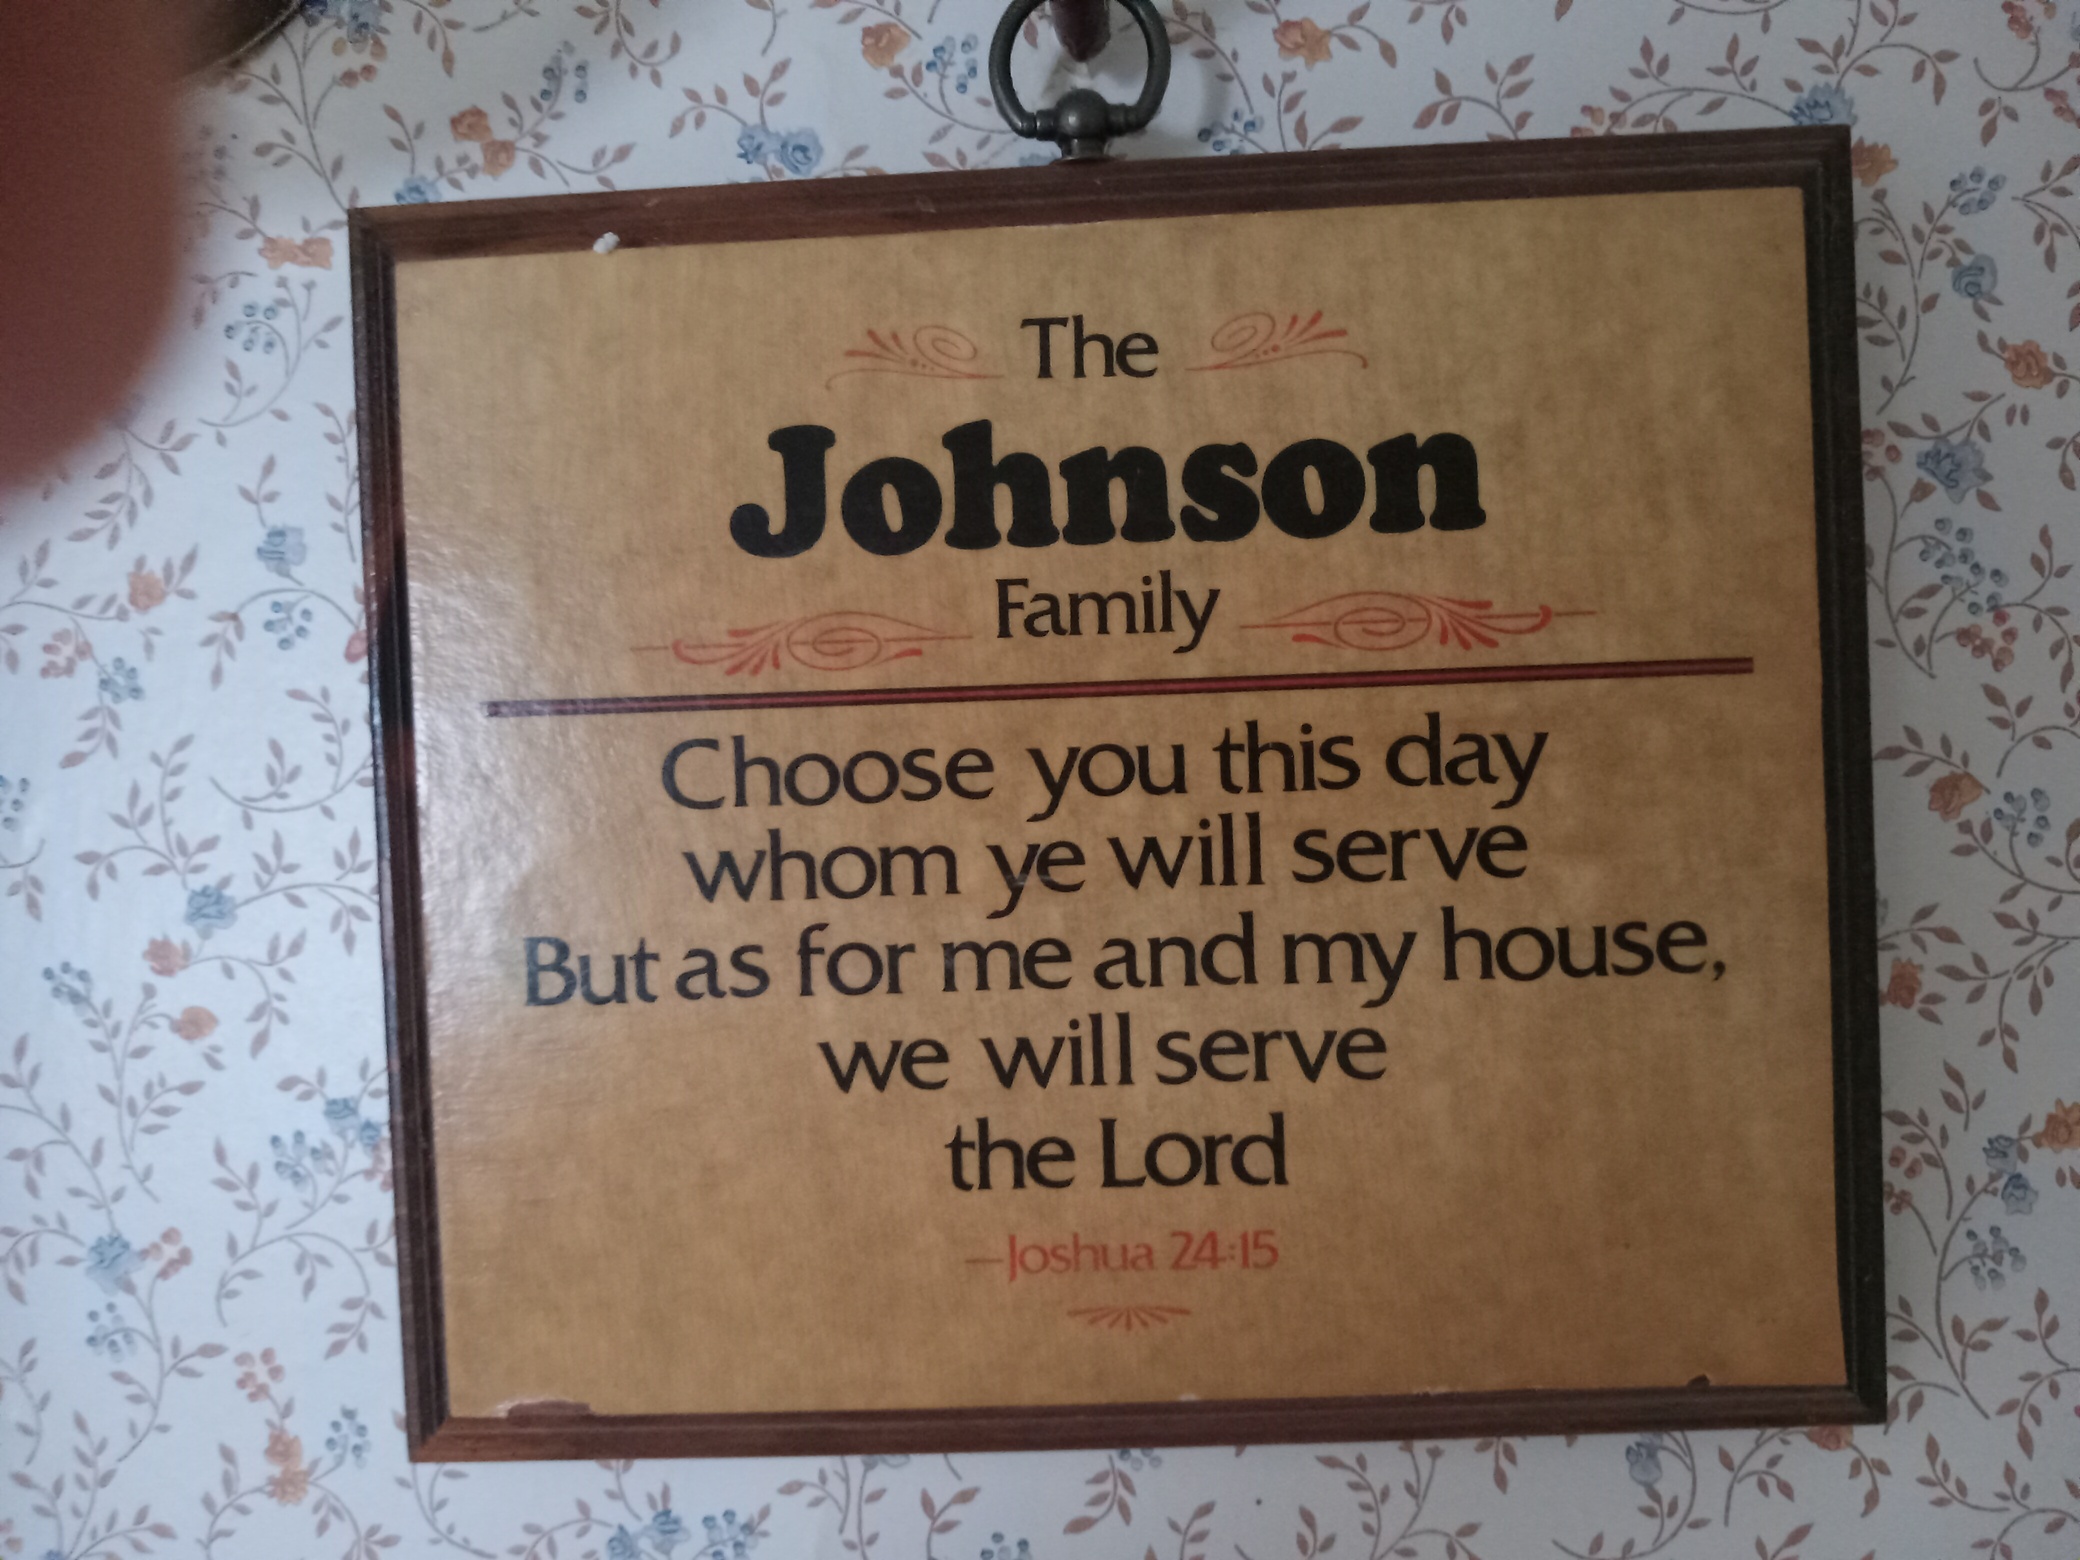 The
Johnson
Family
Choose you this day
whom ye will serve
But as for me and my house,
we will serve
the Lord
—Joshua 24:15